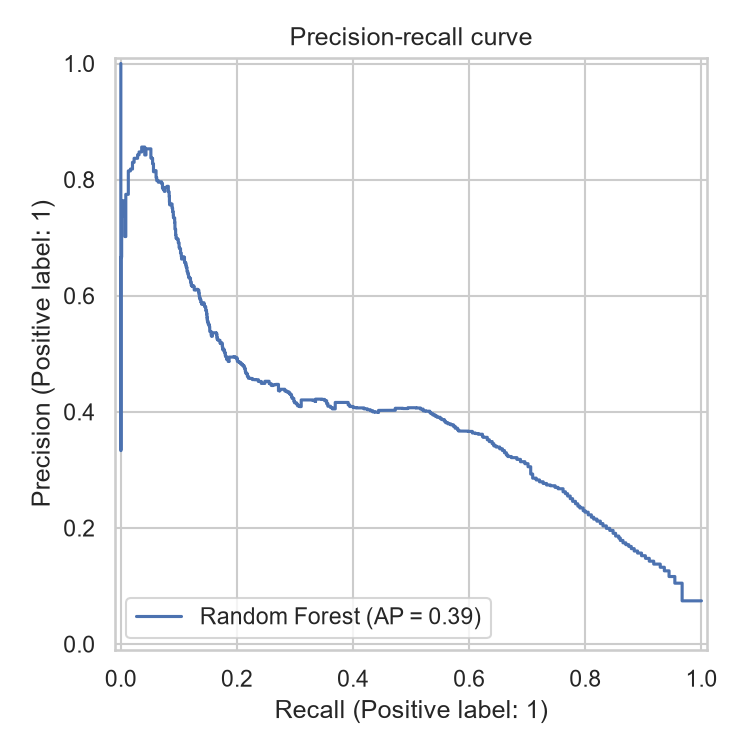 Precision-recall curve
Precision (Positive label: 1)
1.0
0.8
0.6
0.4
0.2
0.0
Random Forest (AP = 0.39)
0.0 0.2 0.4 0.6 0.8 1.0
Recall (Positive label: 1)